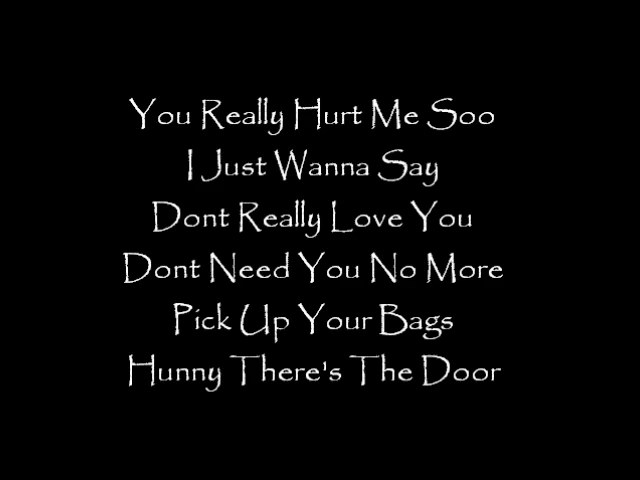 You Really Hurt Me Soo
I Just Wanna Say
Dont Really Love You
Dont Need You No More
Pick Up Your Bags
Hunny There's The Door